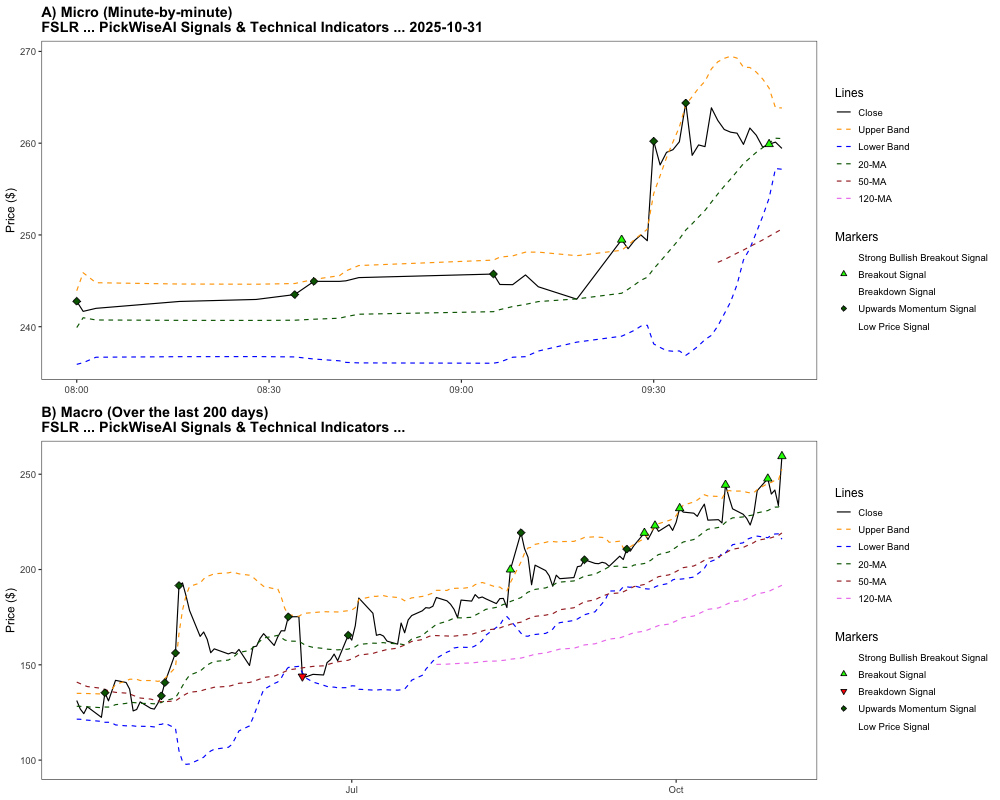 A) Micro (Minute-by-minute)
FSLR ... PickWiseAI Signals & Technical Indicators ... 2025-10-31
270
260
250
240
Price ($)
08:00
08:30
09:00
09:30
Lines
Close
Upper Band
Lower Band
20-MA
50-MA
120-MA
Markers
Strong Bullish Breakout Signal
Breakout Signal
Breakdown Signal
Upwards Momentum Signal
Low Price Signal
B) Macro (Over the last 200 days)
FSLR ... PickWiseAI Signals & Technical Indicators ...
250
200
150
100
Price ($)
Jul
Oct
Lines
Close
Upper Band
Lower Band
20-MA
50-MA
120-MA
Markers
Strong Bullish Breakout Signal
Breakout Signal
Breakdown Signal
Upwards Momentum Signal
Low Price Signal